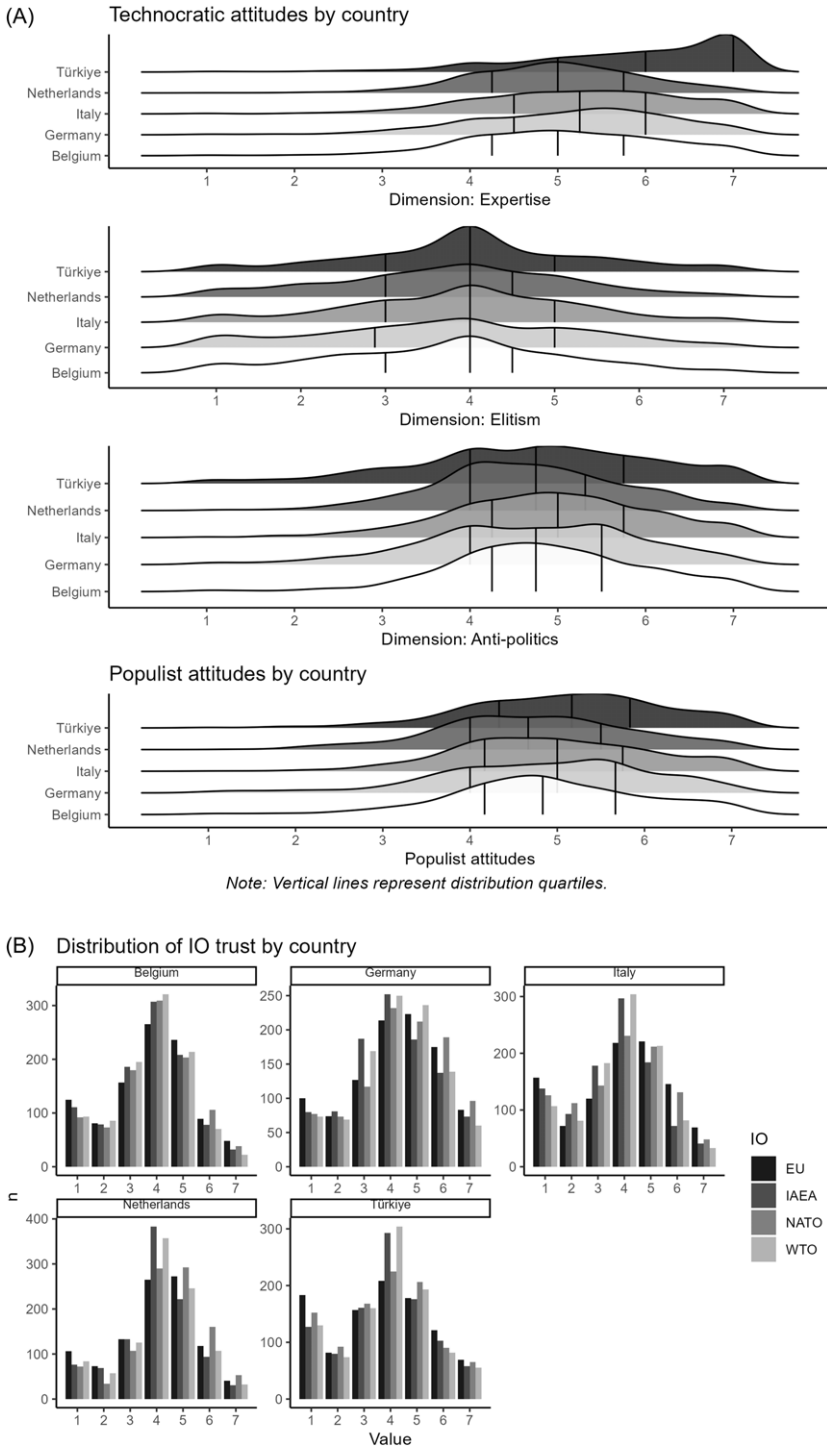 (A)
Technocratic attitudes by country
Türkiye
Netherlands
Italy
Germany
Belgium
1 2 3 4 5 6 7
Dimension: Expertise
Türkiye
Netherlands
Italy
Germany
Belgium
1 2 3 4 5 6 7
Dimension: Elitism
Türkiye
Netherlands
Italy
Germany
Belgium
1 2 3 4 5 6 7
Dimension: Anti-politics
Populist attitudes by country
Türkiye
Netherlands
Italy
Germany
Belgium
1 2 3 4 5 6 7
Populist attitudes
Note: Vertical lines represent distribution quartiles.
(B) Distribution of IO trust by country
Belgium
300
200
100
0
1 2 3 4 5 6 7
Germany
250
200
150
100
50
0
1 2 3 4 5 6 7
Italy
300
200
100
0
1 2 3 4 5 6 7
n
Netherlands
400
300
200
100
0
1 2 3 4 5 6 7
Türkiye
300
200
100
0
1 2 3 4 5 6 7
Value
IO
EU
IAEA
NATO
WTO